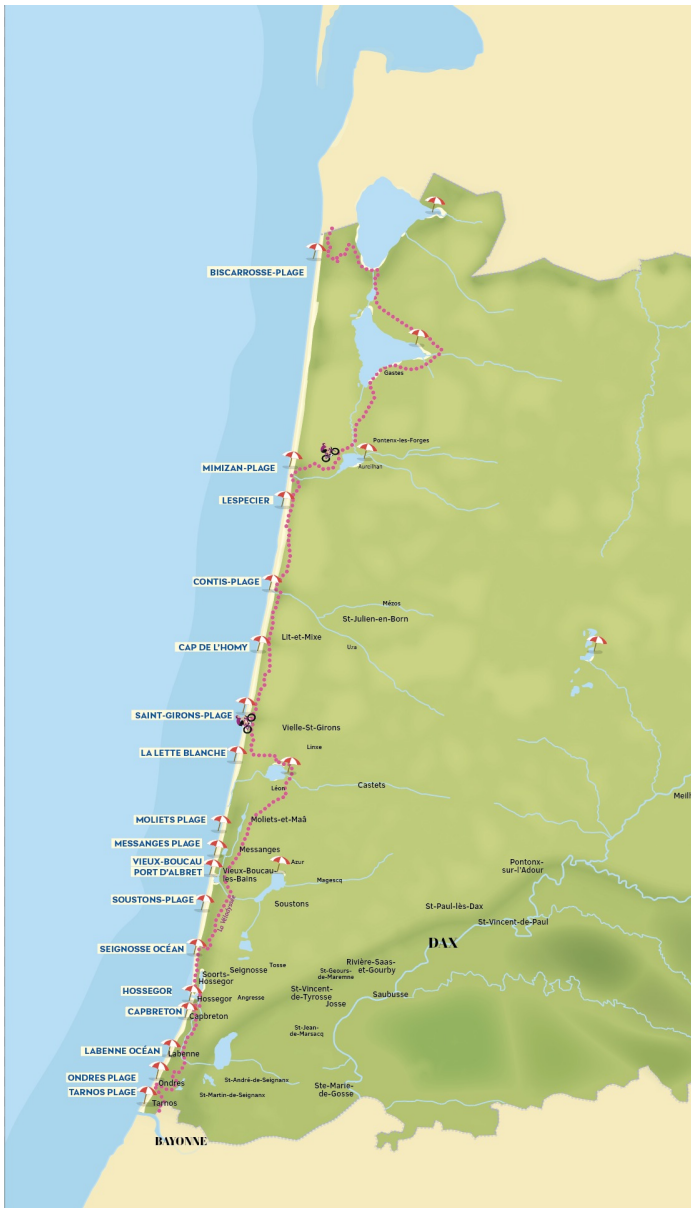 BISCARROSSE-PLAGE
Gastes
Pontenx-les-Forges
MIMIZAN-PLAGE
Aureilhan
LESPECIER
CONTIS-PLAGE
Mézos
St-Julien-en-Born
Lit-et-Mixe
CAP DE L'HOMY
Uza
SAINT-GIRONS-PLAGE
Vielle-St-Girons
Linxe
LA LETTE BLANCHE
Castets
Léon
Meilh
MOLIETS PLAGE
Moliets-et-Maâ
MESSANGES PLAGE
Messanges
VIEUX-BOUCAU
PORT D'ALBRET
Azur
Pontonx-
sur-l'Adour
Vieux-Boucau-
les-Bains
Magescq
SOUSTONS-PLAGE
Soustons
La Vélodyssée
St-Paul-lès-Dax
St-Vincent-de-Paul
DAX
SEIGNOSSE OCÉAN
Seignosse
Tosse
Rivière-Saas-
et-Gourby
St-Geours-
de-Maremne
Soorts-
Hossegor
HOSSEGOR
Hossegor
Angresse
St-Vincent
de-Tyrosse
Josse
Saubusse
CAPBRETON
Capbreton
St-Jean-
de-Marsacq
LABENNE OCÉAN
Labenne
ONDRES PLAGE
Ondres
St-André-de-Seignanx
TARNOS PLAGE
St-Martin-de-Seignanx
Ste-Marie-
de-Gosse
Tarnos
BAYONNE